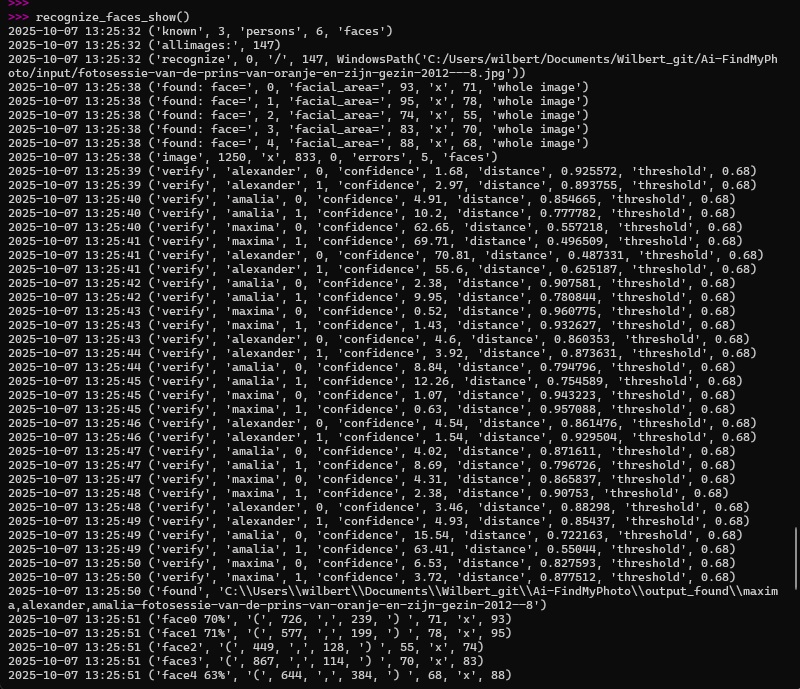 >>>
>>> recognize_faces_show()
2025-10-07 13:25:32 ('known', 3, 'persons', 6, 'faces')
2025-10-07 13:25:32 ('allimages:', 147)
2025-10-07 13:25:32 ('recognize', 0, '/', 147, WindowsPath('C:/Users/wilbert/Documents/Wilbert_git/Ai-FindMyPh
oto/input/fotosessie-van-de-prins-van-oranje-en-zijn-gezin-2012---8.jpg'))
2025-10-07 13:25:38 ('found: face=', 0, 'facial_area=', 93, 'x', 71, 'whole image')
2025-10-07 13:25:38 ('found: face=', 1, 'facial_area=', 95, 'x', 78, 'whole image')
2025-10-07 13:25:38 ('found: face=', 2, 'facial_area=', 74, 'x', 55, 'whole image')
2025-10-07 13:25:38 ('found: face=', 3, 'facial_area=', 83, 'x', 70, 'whole image')
2025-10-07 13:25:38 ('found: face=', 4, 'facial_area=', 88, 'x', 68, 'whole image')
2025-10-07 13:25:38 ('image', 1250, 'x', 833, 0, 'errors', 5, 'faces')
2025-10-07 13:25:39 ('verify', 'alexander', 0, 'confidence', 1.68, 'distance', 0.925572, 'threshold', 0.68)
2025-10-07 13:25:39 ('verify', 'alexander', 1, 'confidence', 2.97, 'distance', 0.893755, 'threshold', 0.68)
2025-10-07 13:25:40 ('verify', 'amalia', 0, 'confidence', 4.91, 'distance', 0.854665, 'threshold', 0.68)
2025-10-07 13:25:40 ('verify', 'amalia', 1, 'confidence', 10.2, 'distance', 0.777782, 'threshold', 0.68)
2025-10-07 13:25:40 ('verify', 'maxima', 0, 'confidence', 62.65, 'distance', 0.557218, 'threshold', 0.68)
2025-10-07 13:25:41 ('verify', 'maxima', 1, 'confidence', 69.71, 'distance', 0.496509, 'threshold', 0.68)
2025-10-07 13:25:41 ('verify', 'alexander', 0, 'confidence', 70.81, 'distance', 0.487331, 'threshold', 0.68)
2025-10-07 13:25:41 ('verify', 'alexander', 1, 'confidence', 55.6, 'distance', 0.625187, 'threshold', 0.68)
2025-10-07 13:25:42 ('verify', 'amalia', 0, 'confidence', 2.38, 'distance', 0.907581, 'threshold', 0.68)
2025-10-07 13:25:42 ('verify', 'amalia', 1, 'confidence', 9.95, 'distance', 0.780844, 'threshold', 0.68)
2025-10-07 13:25:43 ('verify', 'maxima', 0, 'confidence', 0.52, 'distance', 0.960775, 'threshold', 0.68)
2025-10-07 13:25:43 ('verify', 'maxima', 1, 'confidence', 1.43, 'distance', 0.932627, 'threshold', 0.68)
2025-10-07 13:25:43 ('verify', 'alexander', 0, 'confidence', 4.6, 'distance', 0.860353, 'threshold', 0.68)
2025-10-07 13:25:44 ('verify', 'alexander', 1, 'confidence', 3.92, 'distance', 0.873631, 'threshold', 0.68)
2025-10-07 13:25:44 ('verify', 'amalia', 0, 'confidence', 8.84, 'distance', 0.794796, 'threshold', 0.68)
2025-10-07 13:25:45 ('verify', 'amalia', 1, 'confidence', 12.26, 'distance', 0.754589, 'threshold', 0.68)
2025-10-07 13:25:45 ('verify', 'maxima', 0, 'confidence', 1.07, 'distance', 0.943223, 'threshold', 0.68)
2025-10-07 13:25:45 ('verify', 'maxima', 1, 'confidence', 0.63, 'distance', 0.957088, 'threshold', 0.68)
2025-10-07 13:25:46 ('verify', 'alexander', 0, 'confidence', 4.54, 'distance', 0.861476, 'threshold', 0.68)
2025-10-07 13:25:46 ('verify', 'alexander', 1, 'confidence', 1.54, 'distance', 0.929504, 'threshold', 0.68)
2025-10-07 13:25:47 ('verify', 'amalia', 0, 'confidence', 4.02, 'distance', 0.871611, 'threshold', 0.68)
2025-10-07 13:25:47 ('verify', 'amalia', 1, 'confidence', 8.69, 'distance', 0.796726, 'threshold', 0.68)
2025-10-07 13:25:47 ('verify', 'maxima', 0, 'confidence', 4.31, 'distance', 0.865837, 'threshold', 0.68)
2025-10-07 13:25:48 ('verify', 'maxima', 1, 'confidence', 2.38, 'distance', 0.90753, 'threshold', 0.68)
2025-10-07 13:25:48 ('verify', 'alexander', 0, 'confidence', 3.46, 'distance', 0.88298, 'threshold', 0.68)
2025-10-07 13:25:49 ('verify', 'alexander', 1, 'confidence', 4.93, 'distance', 0.85437, 'threshold', 0.68)
2025-10-07 13:25:49 ('verify', 'amalia', 0, 'confidence', 15.54, 'distance', 0.722163, 'threshold', 0.68)
2025-10-07 13:25:49 ('verify', 'amalia', 1, 'confidence', 63.41, 'distance', 0.55044, 'threshold', 0.68)
2025-10-07 13:25:50 ('verify', 'maxima', 0, 'confidence', 6.53, 'distance', 0.827593, 'threshold', 0.68)
2025-10-07 13:25:50 ('verify', 'maxima', 1, 'confidence', 3.72, 'distance', 0.877512, 'threshold', 0.68)
2025-10-07 13:25:50 ('found', 'C:\\Users\\wilbert\\Documents\\Wilbert_git\\Ai-FindMyPhoto\\output_found\\maxim
a,alexander,amalia-fotosessie-van-de-prins-van-oranje-en-zijn-gezin-2012--8')
2025-10-07 13:25:51 ('face0 70%', '(', 726, ',', 239, ') ', 71, 'x', 93)
2025-10-07 13:25:51 ('face1 71%', '(', 577, ',', 199, ') ', 78, 'x', 95)
2025-10-07 13:25:51 ('face2', '(', 449, ',', 128, ') ', 55, 'x', 74)
2025-10-07 13:25:51 ('face3', '(', 867, ',', 114, ') ', 70, 'x', 83)
2025-10-07 13:25:51 ('face4 63%', '(', 644, ',', 384, ') ', 68, 'x', 88)